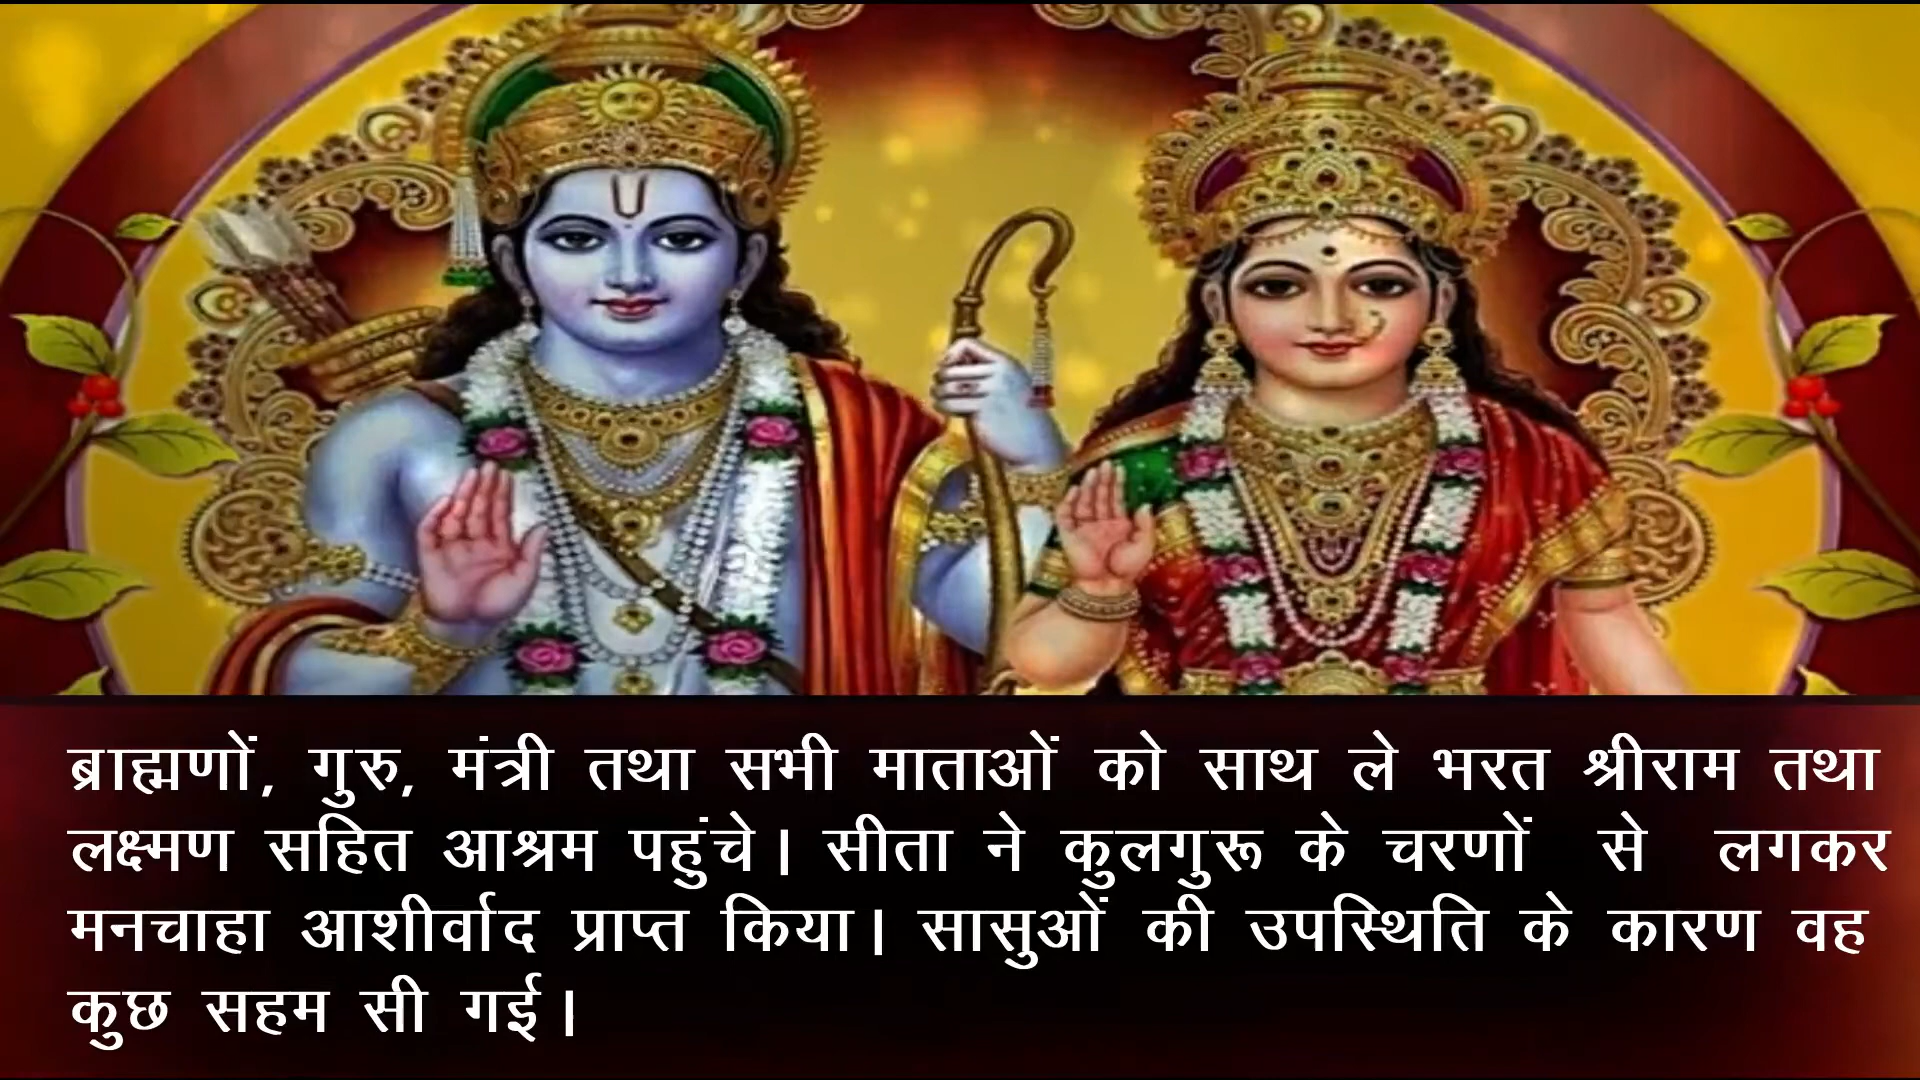 ब्राह्मणों, गुरु, मंत्री तथा सभी माताओं को साथ ले भरत श्रीराम तथा
लक्ष्मण सहित आश्रम पहुंचे। सीता ने कुलगुरू के चरणों से लगकर
मनचाहा आशीर्वाद प्राप्त किया। सासुओं की उपस्थिति के कारण वह
कुछ सहम सी गई।